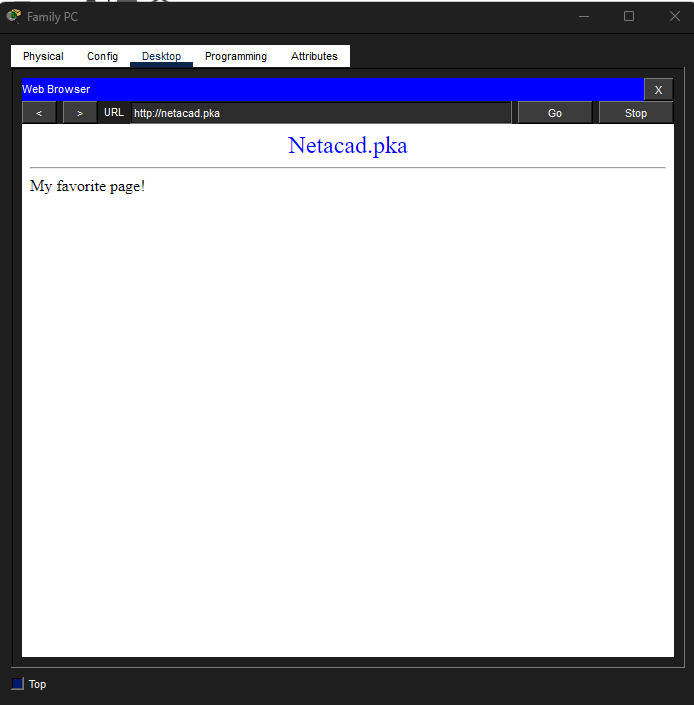 Family PC
Physical Config Desktop Programming Attributes
Web Browser X
< > URL http://netacad.pka Go Stop
Netacad.pka
My favorite page!
Top